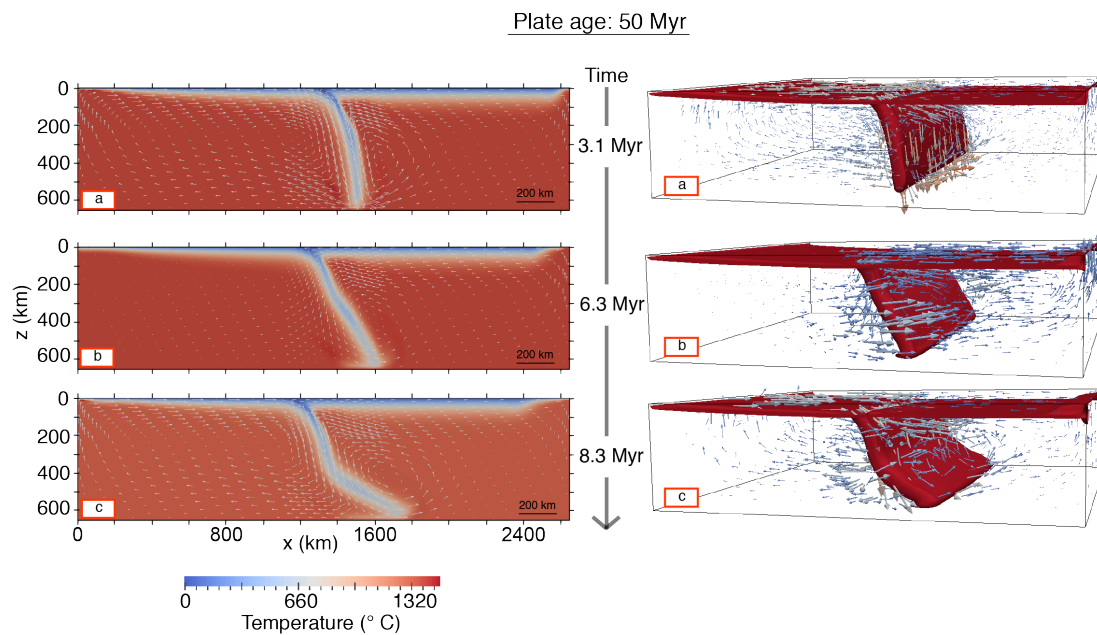 Plate age: 50 Myr
Time
0
200
400
600
a
200 km
3.1 Myr
a
z (km)
0
200
400
600
b
200 km
6.3 Myr
b
0
200
400
600
c
200 km
8.3 Myr
c
0
800
1600
2400
x (km)
0
660
1320
Temperature (° C)